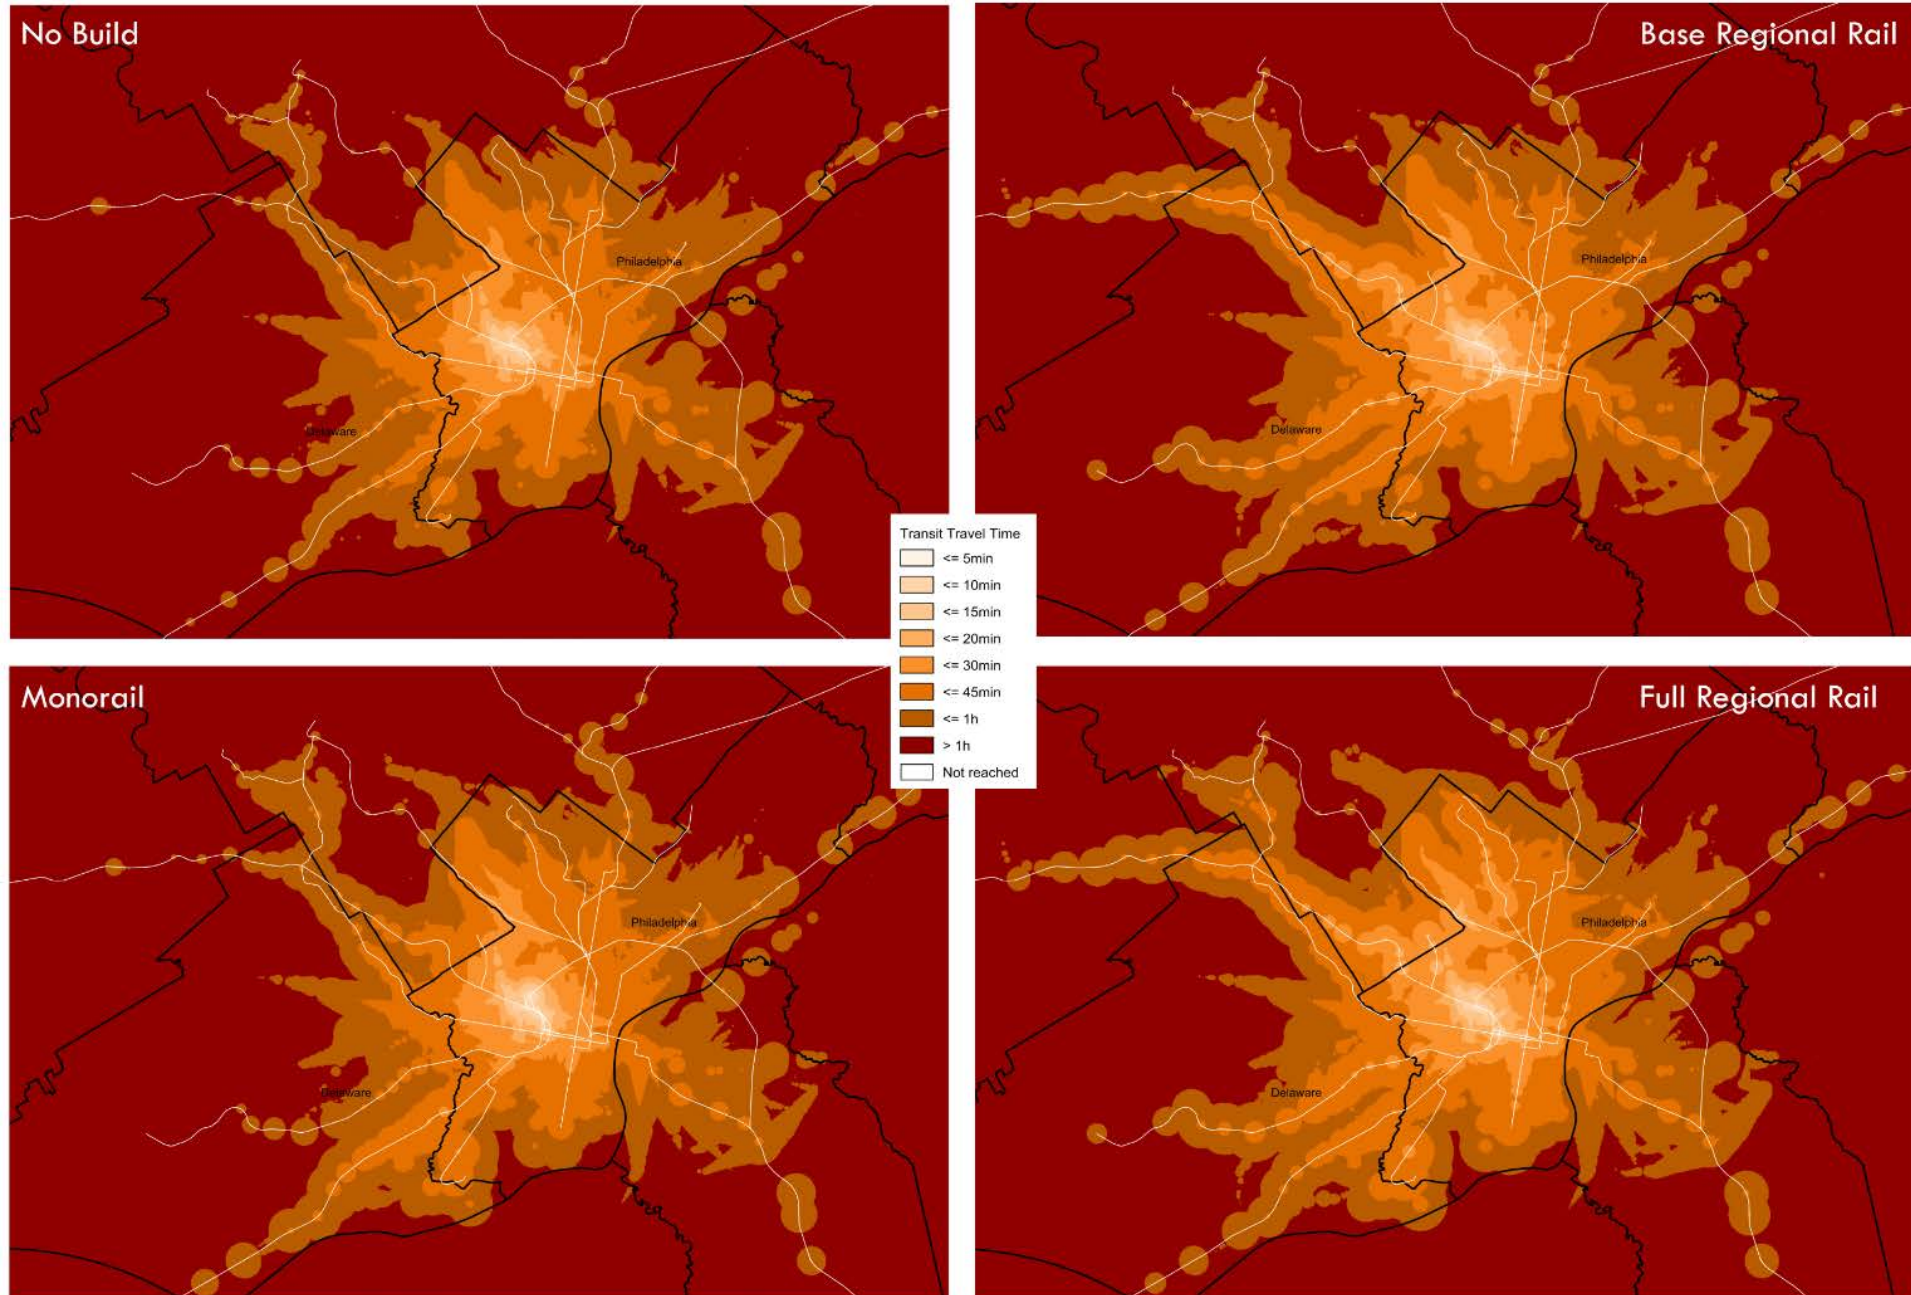 No Build
Base Regional Rail
Philadelphia
Delaware
Philadelphia
Delaware
Transit Travel Time
<= 5min
<= 10min
<= 15min
<= 20min
<= 30min
<= 45min
<= 1h
> 1h
Not reached
Monorail
Full Regional Rail
Philadelphia
Delaware
Philadelphia
Delaware